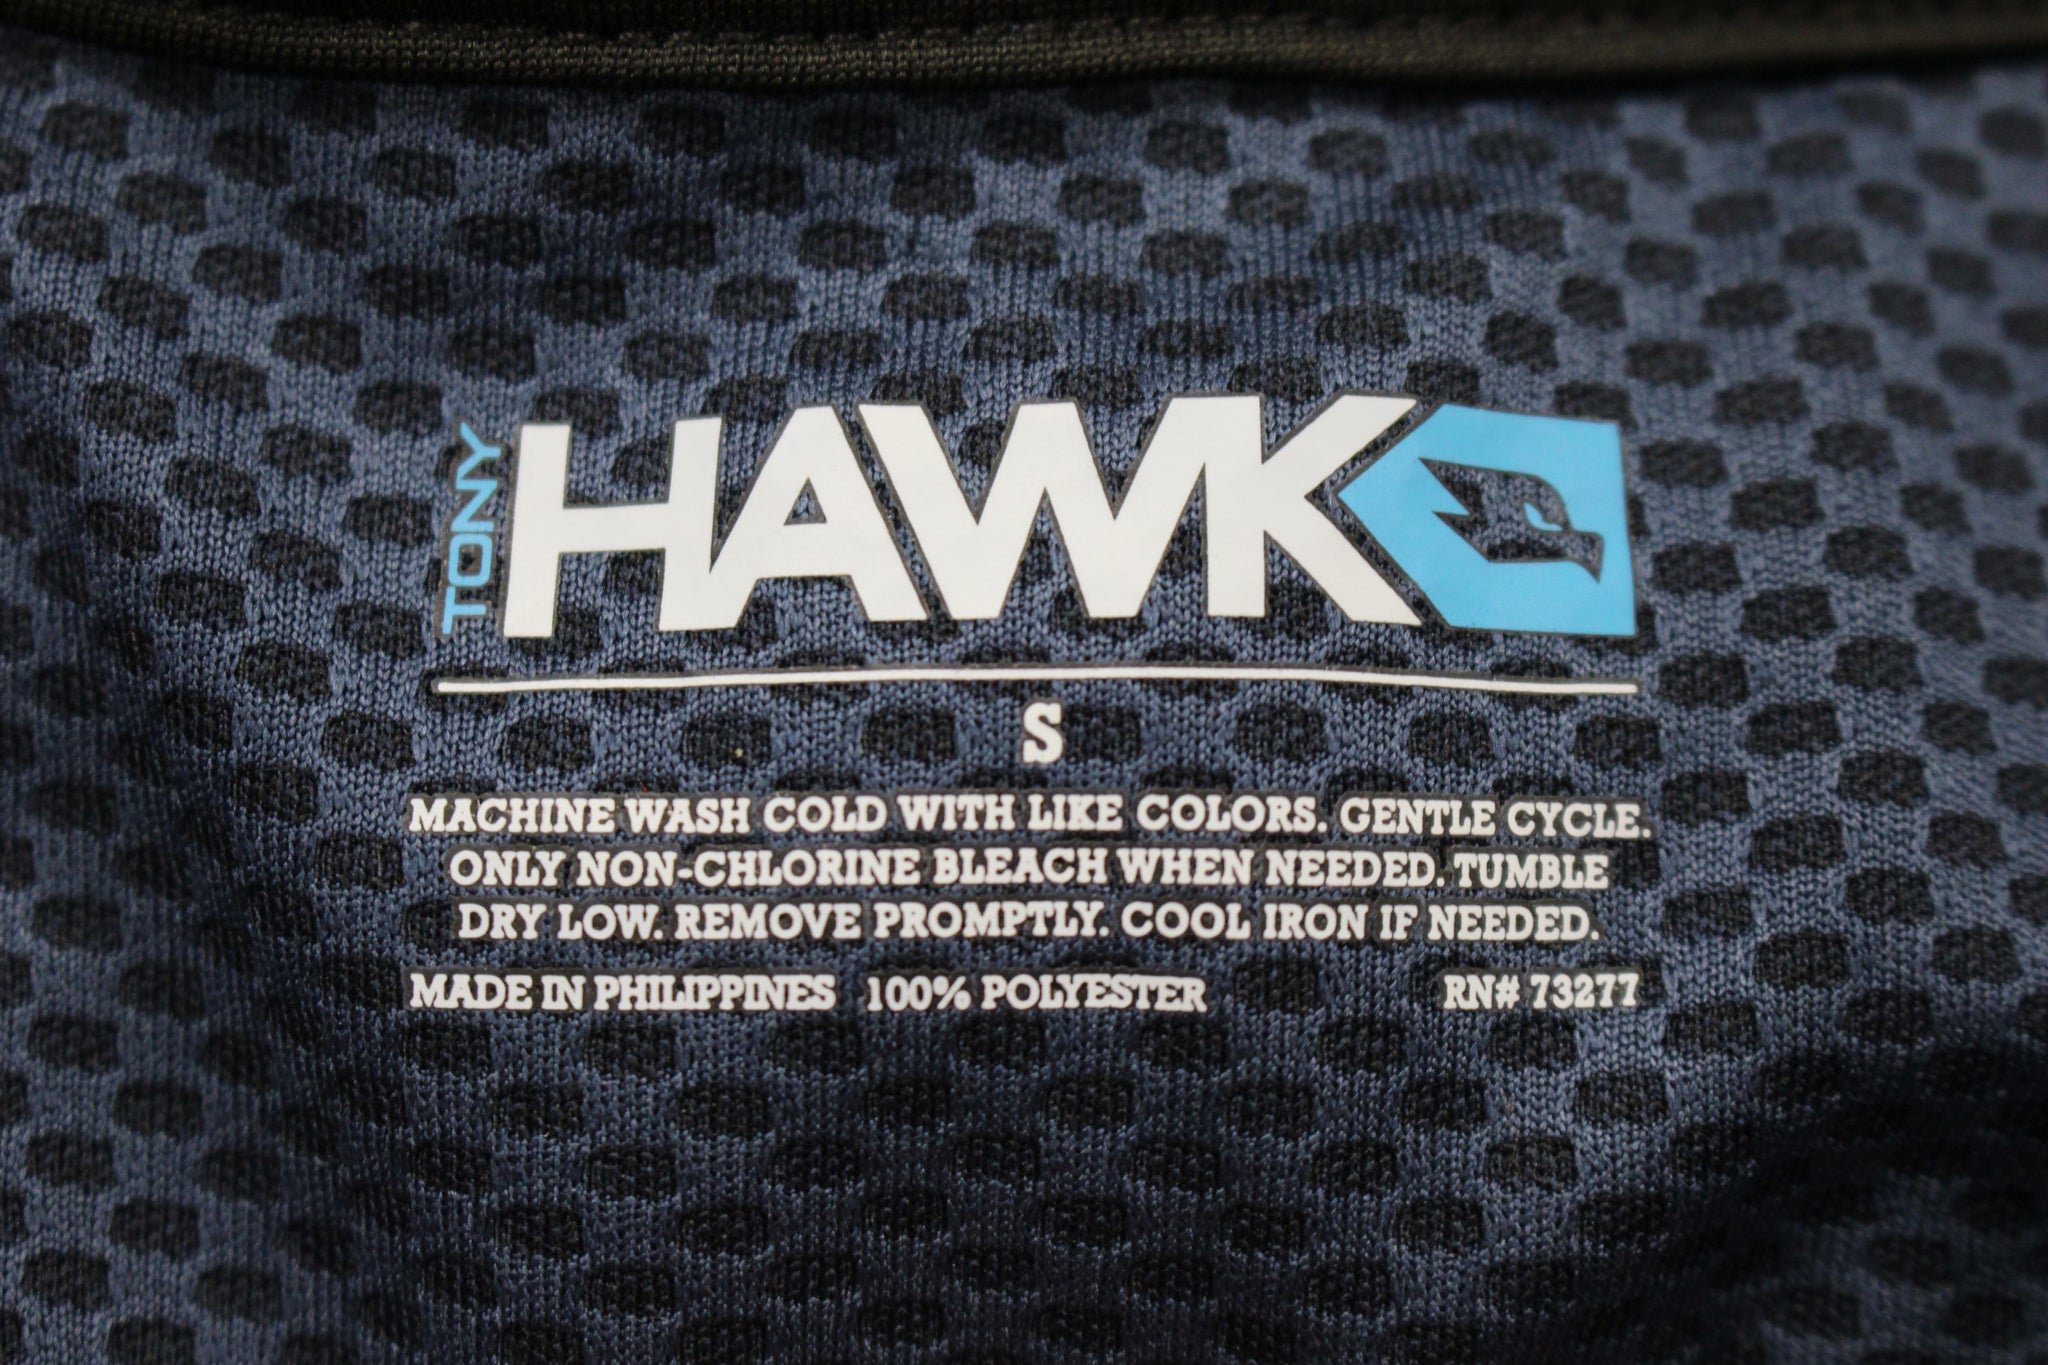 TONY HAWK
S
MACHINE WASH COLD WITH LIKE COLORS. GENTLE CYCLE.
ONLY NON-CHLORINE BLEACH WHEN NEEDED. TUMBLE
DRY LOW. REMOVE PROMPTLY. COOL IRON IF NEEDED.
MADE IN PHILIPPINES 100% POLYESTER RN# 73277